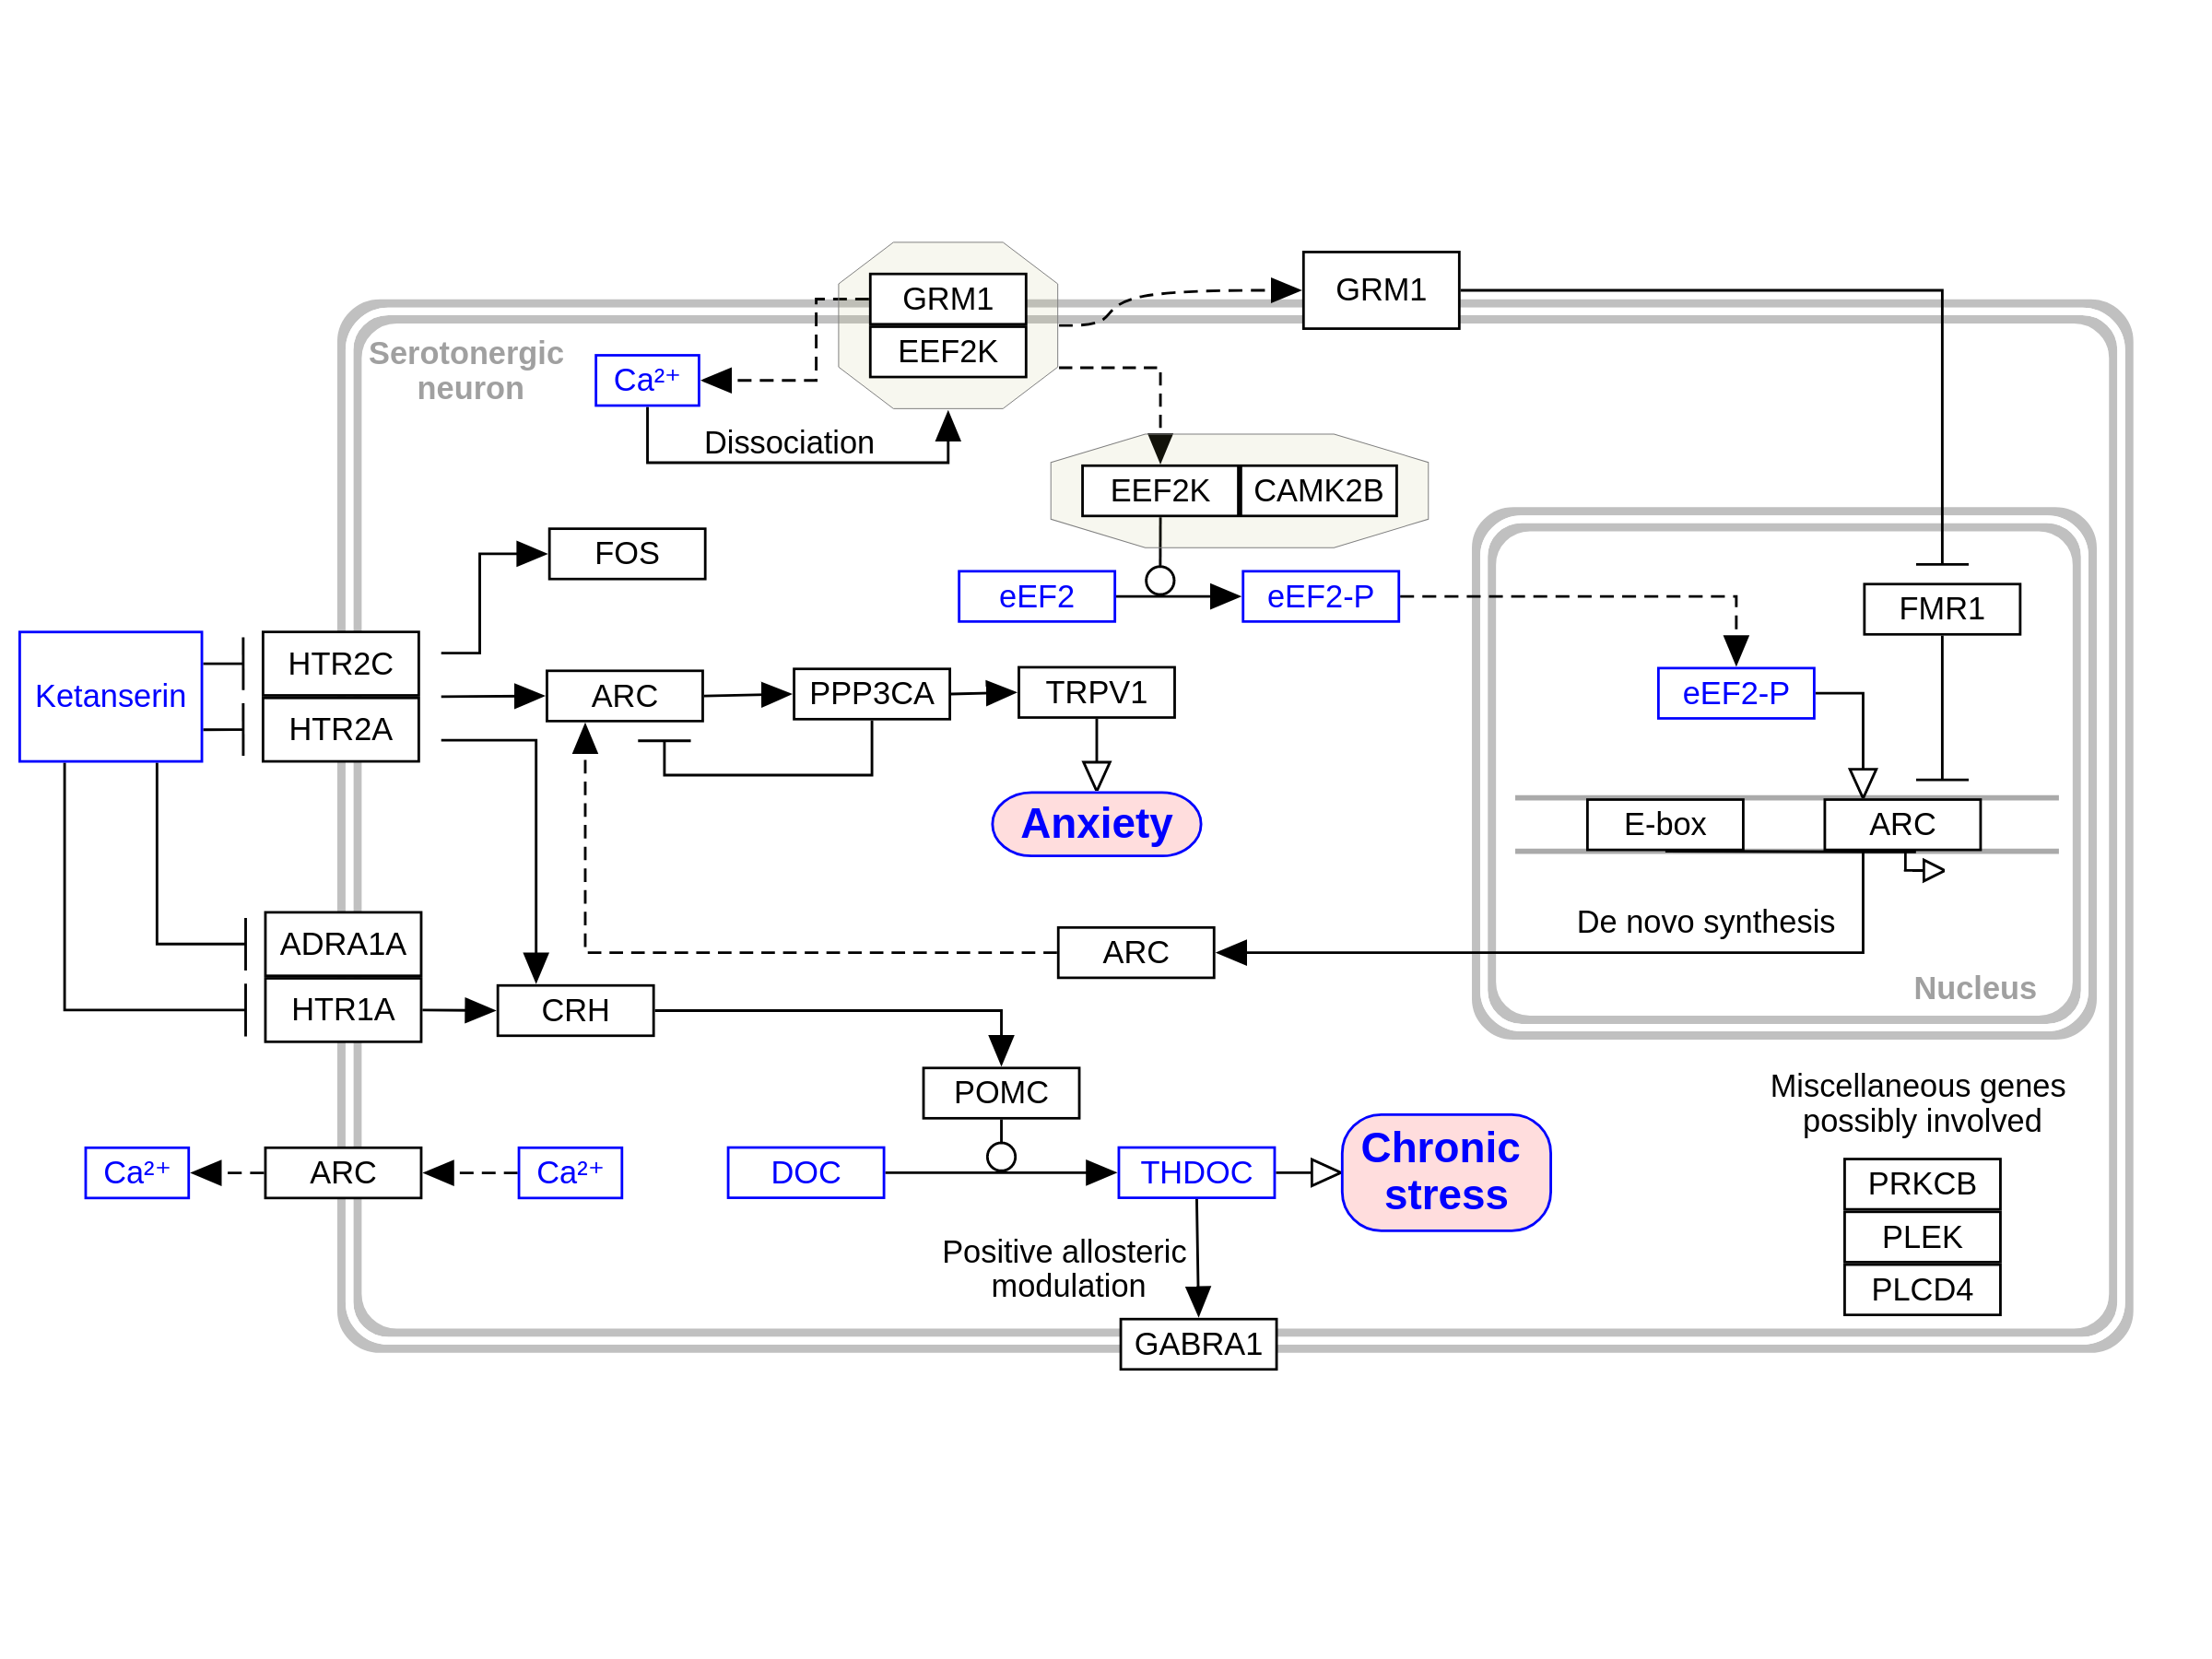 GRM1
EEF2K
GRM1
Serotonergic
neuron
Ca²⁺
Dissociation
EEF2K
CAMK2B
FOS
eEF2
eEF2-P
FMR1
Ketanserin
HTR2C
HTR2A
ARC
PPP3CA
TRPV1
eEF2-P
Anxiety
E-box
ARC
De novo synthesis
ADRA1A
HTR1A
ARC
CRH
Nucleus
POMC
Miscellaneous genes
possibly involved
Ca²⁺
ARC
Ca²⁺
DOC
THDOC
Chronic
stress
PRKCB
PLEK
PLCD4
Positive allosteric
modulation
GABRA1